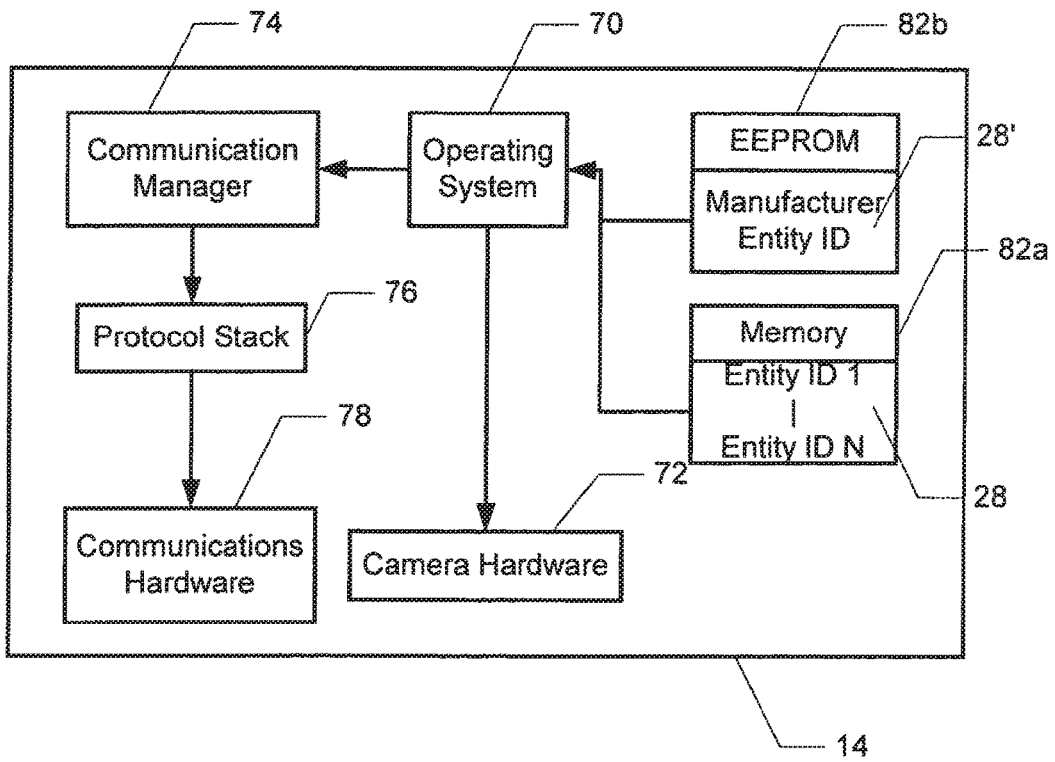 74
70
82b
Communication
Manager
Operating
System
EEPROM
Manufacturer
Entity ID
28'
82a
76
Protocol Stack
Memory
Entity ID 1
|
Entity ID N
78
72
28
Communications
Hardware
Camera Hardware
14